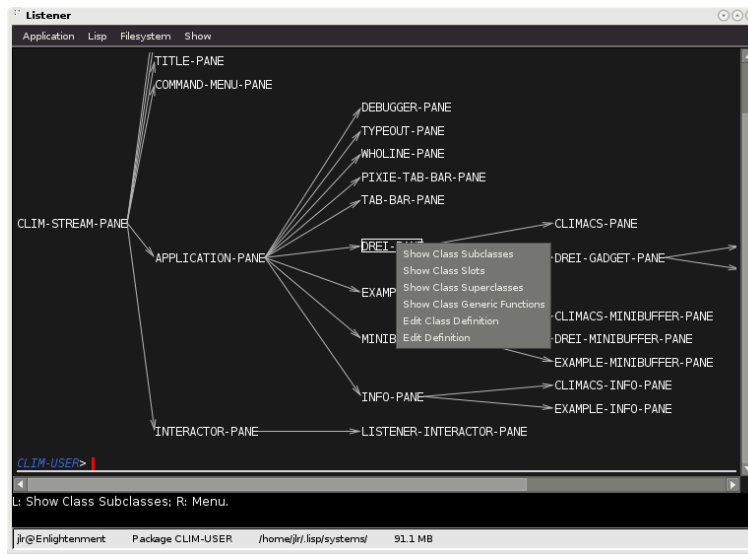 Listener
Application Lisp Filesystem Show
TITLE-PANE
COMMAND-MENU-PANE
DEBUGGER-PANE
TYPEOUT-PANE
WHOLINE-PANE
PIXIE-TAB-BAR-PANE
TAB-BAR-PANE
CLIM-STREAM-PANE CLIMACS-PANE
DREI-
Show Class Subclasses
APPLICATION-PANE DREI-GADGET-PANE
Show Class Slots
Show Class Superclasses
EXAMP
Show Class Generic Functions
CLIMACS-MINIBUFFER-PANE
Edit Class Definition
MINIB Edit Definition DREI-MINIBUFFER-PANE
EXAMPLE-MINIBUFFER-PANE
CLIMACS-INFO-PANE
INFO-PANE
EXAMPLE-INFO-PANE
INTERACTOR-PANE LISTENER-INTERACTOR-PANE
CLIM-USER>
L: Show Class Subclasses; R: Menu.
jlr@Enlightenment Package CLIM-USER /home/jlr/.lisp/systems/ 91.1 MB